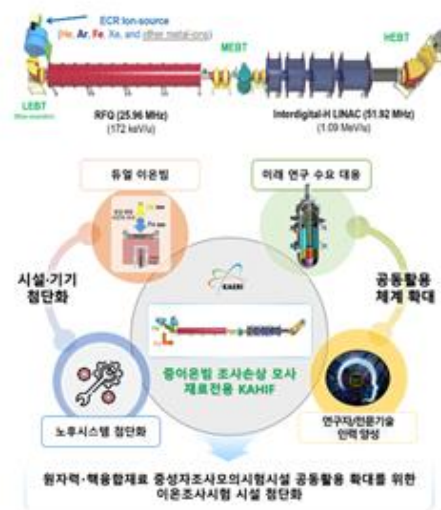 ECR Ion-source
(He, Ar, Fe, Xe, and other metal-ions)
MEBT
HEBT
LEBT
RFQ (25.96 MHz)
(172 keV/u)
Interdigital-H LINAC (51.92 MHz)
(1.09 MeV/u)
듀얼 이온빔
미래 연구 수요 대응
시설·기기
첨단화
공동활용
체계 확대
KAERI
중이온빔 조사손상 모사
재료전용 KAHIF
노후시스템 첨단화
연구자/전문기술
인력 양성
원자력·핵융합재료 중성자조사모의시험시설 공동활용 확대를 위한
이온조사시험 시설 첨단화